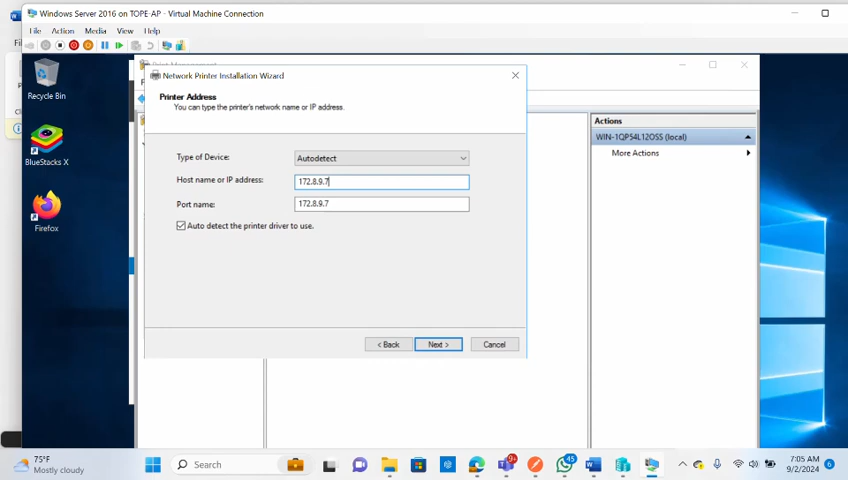 Windows Server 2016 on TOPE-AP - Virtual Machine Connection
File Action Media View Help
Recycle Bin
BlueStacks X
Firefox
Network Printer Installation Wizard
Printer Address
You can type the printer's network name or IP address.
Type of Device: Autodetect
Host name or IP address: 172.8.9.7
Port name: 172.8.9.7
Auto detect the printer driver to use.
< Back Next > Cancel
Actions
WIN-1QPS4L12OSS (local)
More Actions
75°F
Mostly cloudy
Search
9+
45
7:05 AM
9/2/2024